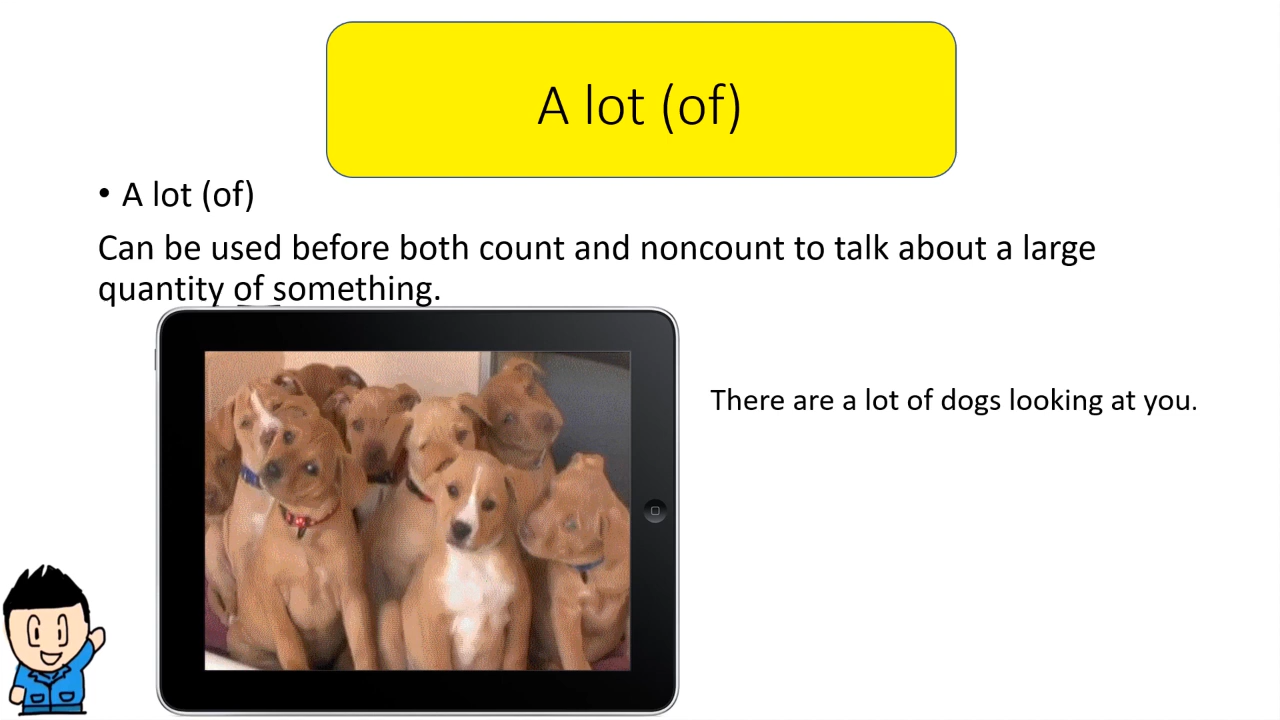 A lot (of)
• A lot (of)
Can be used before both count and noncount to talk about a large
quantity of something.
There are a lot of dogs looking at you.